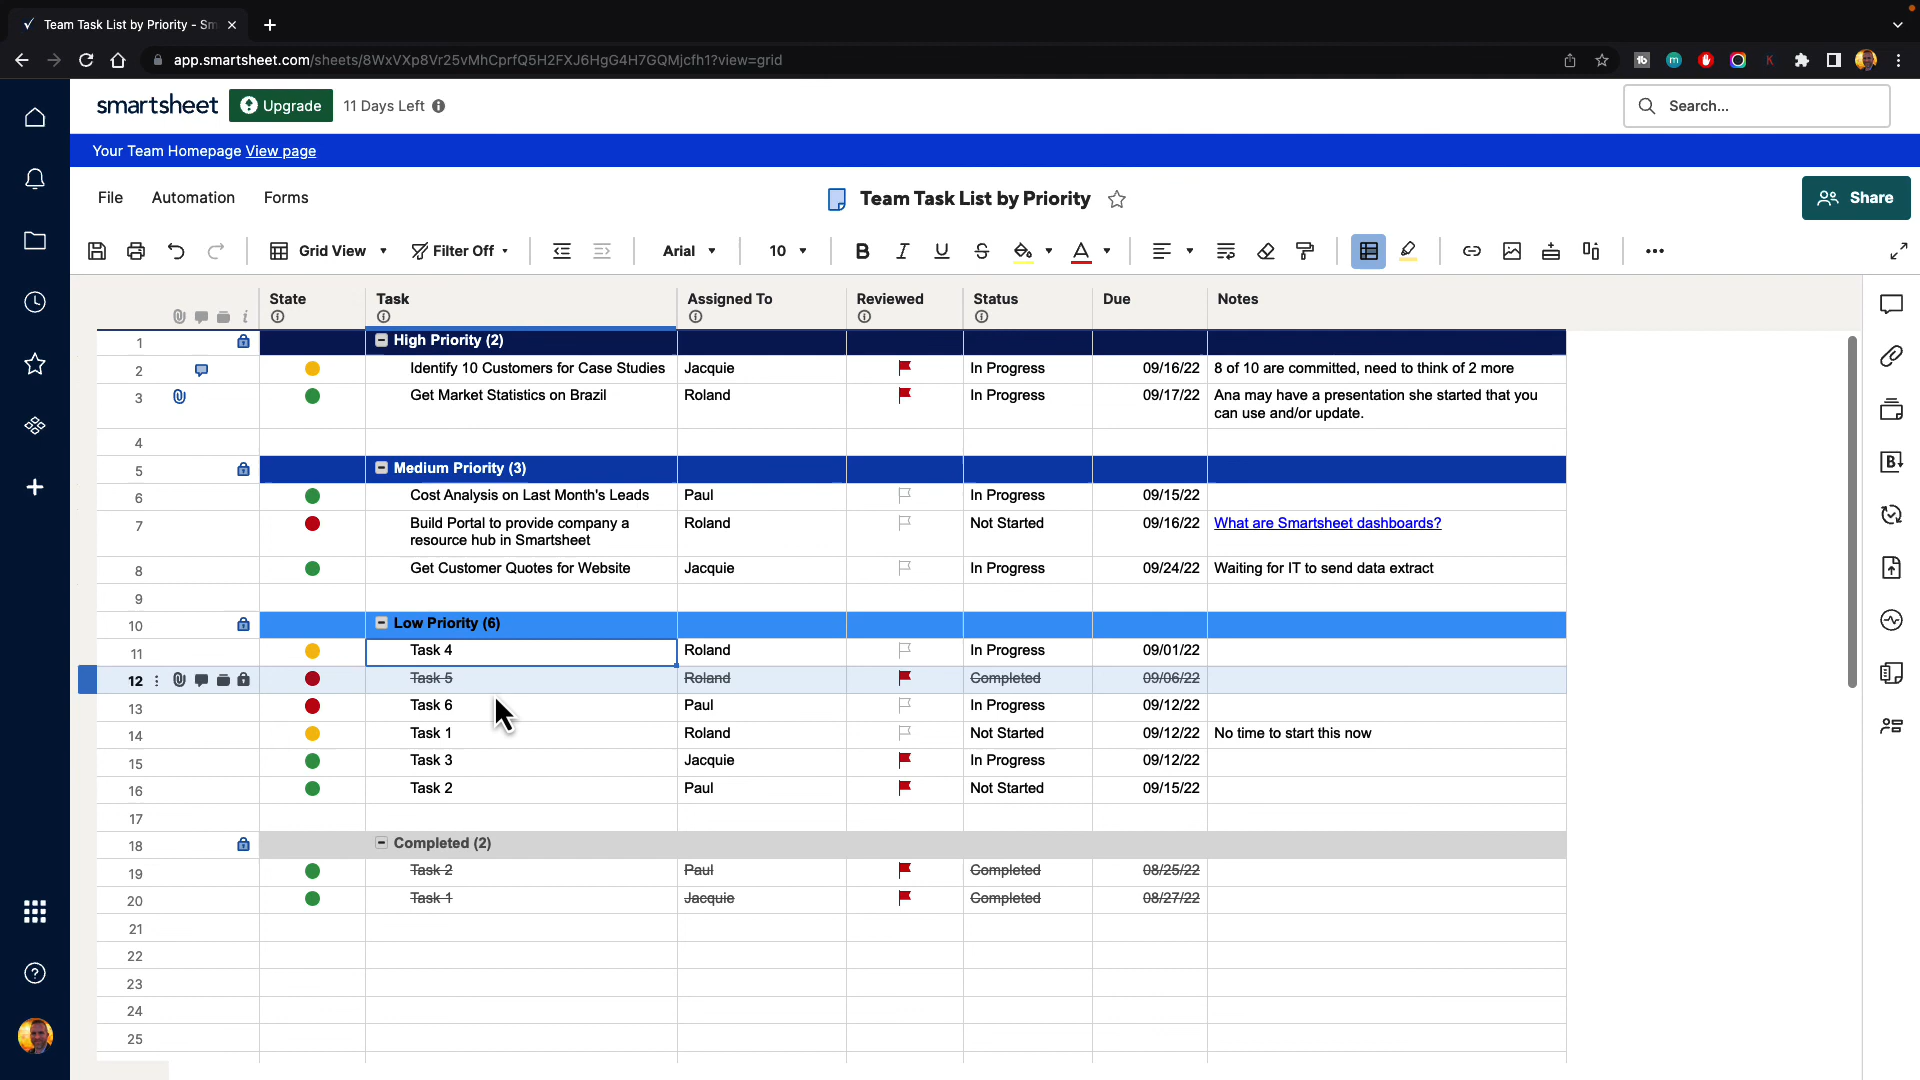 Team Task List by Priority - Sm
app.smartsheet.com/sheets/8WxVXp8Vr25vMhCprfQ5H2FXJ6HgG4H7GQMjcfh1?view=grid
smartsheet Upgrade 11 Days Left
Search...
Your Team Homepage View page
File Automation Forms
Team Task List by Priority
Share
Grid View Filter Off Arial 10 B I U S A
State Task Assigned To Reviewed Status Due Notes
1 High Priority (2)
2 Identify 10 Customers for Case Studies Jacquie In Progress 09/16/22 8 of 10 are committed, need to think of 2 more
3 Get Market Statistics on Brazil Roland In Progress 09/17/22 Ana may have a presentation she started that you
can use and/or update.
4
5 Medium Priority (3)
6 Cost Analysis on Last Month's Leads Paul In Progress 09/15/22
7 Build Portal to provide company a Roland Not Started 09/16/22 What are Smartsheet dashboards?
resource hub in Smartsheet
8 Get Customer Quotes for Website Jacquie In Progress 09/24/22 Waiting for IT to send data extract
9
10 Low Priority (6)
11 Task 4 Roland In Progress 09/01/22
12 Task 5 Roland Completed 09/06/22
13 Task 6 Paul In Progress 09/12/22
14 Task 1 Roland Not Started 09/12/22 No time to start this now
15 Task 3 Jacquie In Progress 09/12/22
16 Task 2 Paul Not Started 09/15/22
17
18 Completed (2)
19 Task 2 Paul Completed 08/25/22
20 Task 1 Jacquie Completed 08/27/22
21
22
23
24
25